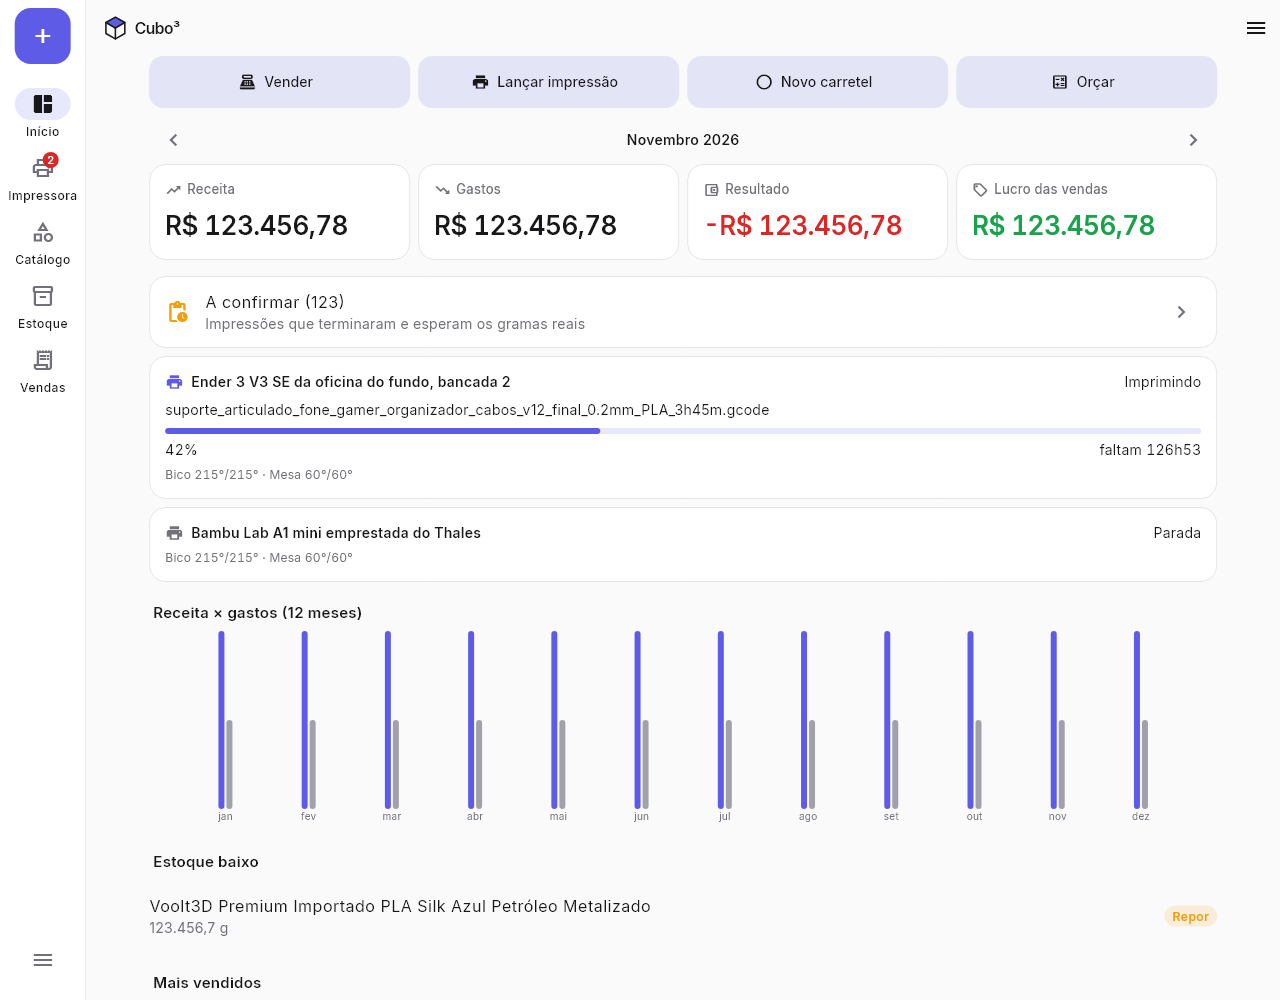 +
Cubo³
Início
2
Impressora
Catálogo
Estoque
Vendas
Vender
Lançar impressão
Novo carretel
Orçar
Novembro 2026
Receita
R$ 123.456,78
Gastos
R$ 123.456,78
Resultado
-R$ 123.456,78
Lucro das vendas
R$ 123.456,78
A confirmar (123)
Impressões que terminaram e esperam os gramas reais
Ender 3 V3 SE da oficina do fundo, bancada 2
Imprimindo
suporte_articulado_fone_gamer_organizador_cabos_v12_final_0.2mm_PLA_3h45m.gcode
42%
faltam 126h53
Bico 215°/215° · Mesa 60°/60°
Bambu Lab A1 mini emprestada do Thales
Parada
Bico 215°/215° · Mesa 60°/60°
Receita × gastos (12 meses)
jan fev mar abr mai jun jul ago set out nov dez
Estoque baixo
Voolt3D Premium Importado PLA Silk Azul Petróleo Metalizado
123.456,7 g
Repor
Mais vendidos